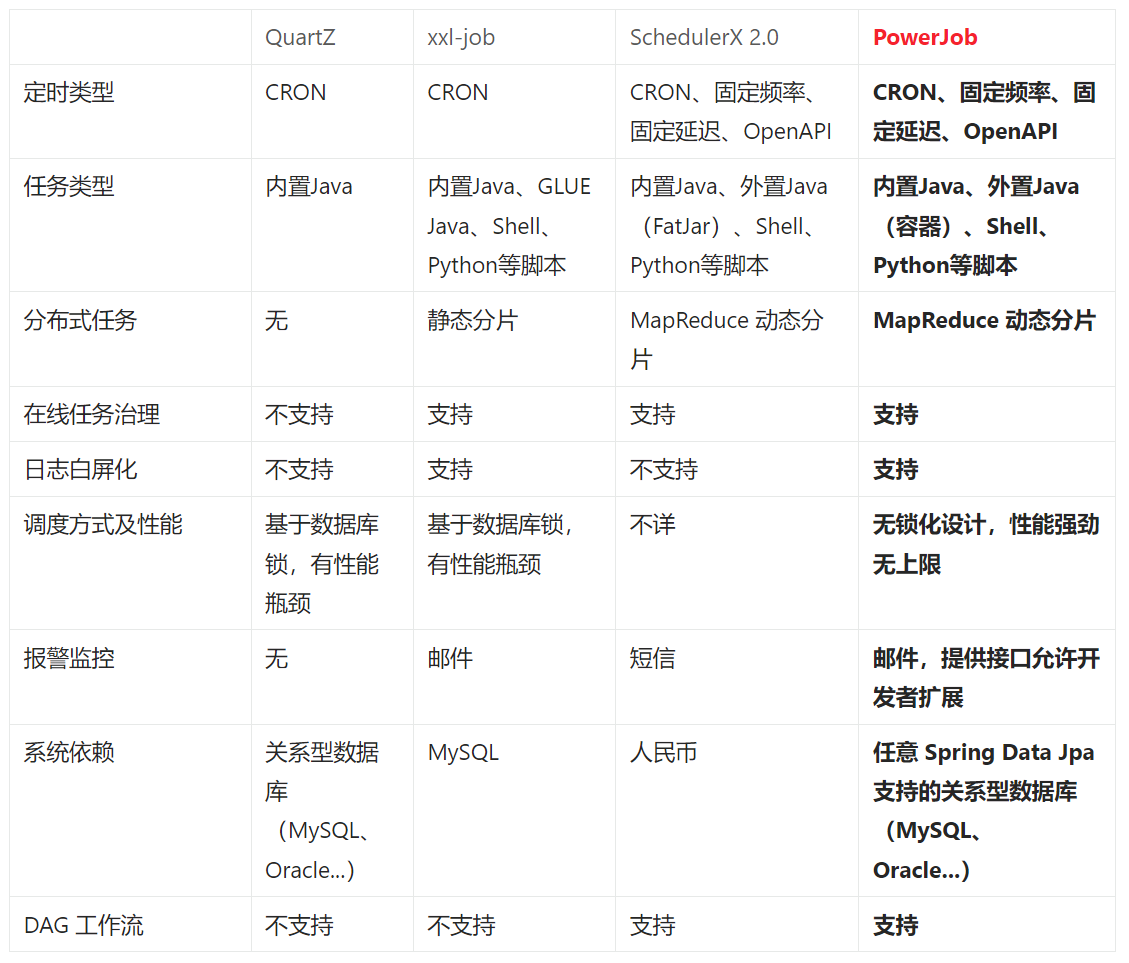 QuartZ xxl-job SchedulerX 2.0 PowerJob
定时类型 CRON CRON CRON、固定频率、 CRON、固定频率、固
固定延迟、OpenAPI 定延迟、OpenAPI
任务类型 内置Java 内置Java、GLUE 内置Java、外置Java 内置Java、外置Java
Java、Shell、 （FatJar）、Shell、 （容器）、Shell、
Python等脚本 Python等脚本 Python等脚本
分布式任务 无 静态分片 MapReduce 动态分 MapReduce 动态分片
片
在线任务治理 不支持 支持 支持 支持
日志白屏化 不支持 支持 不支持 支持
调度方式及性能 基于数据库 基于数据库锁， 不详 无锁化设计，性能强劲
锁，有性能 有性能瓶颈 无上限
瓶颈
报警监控 无 邮件 短信 邮件，提供接口允许开
发者扩展
系统依赖 关系型数据 MySQL 人民币 任意 Spring Data Jpa
库 支持的关系型数据库
（MySQL、 （MySQL、
Oracle...） Oracle...）
DAG 工作流 不支持 不支持 支持 支持